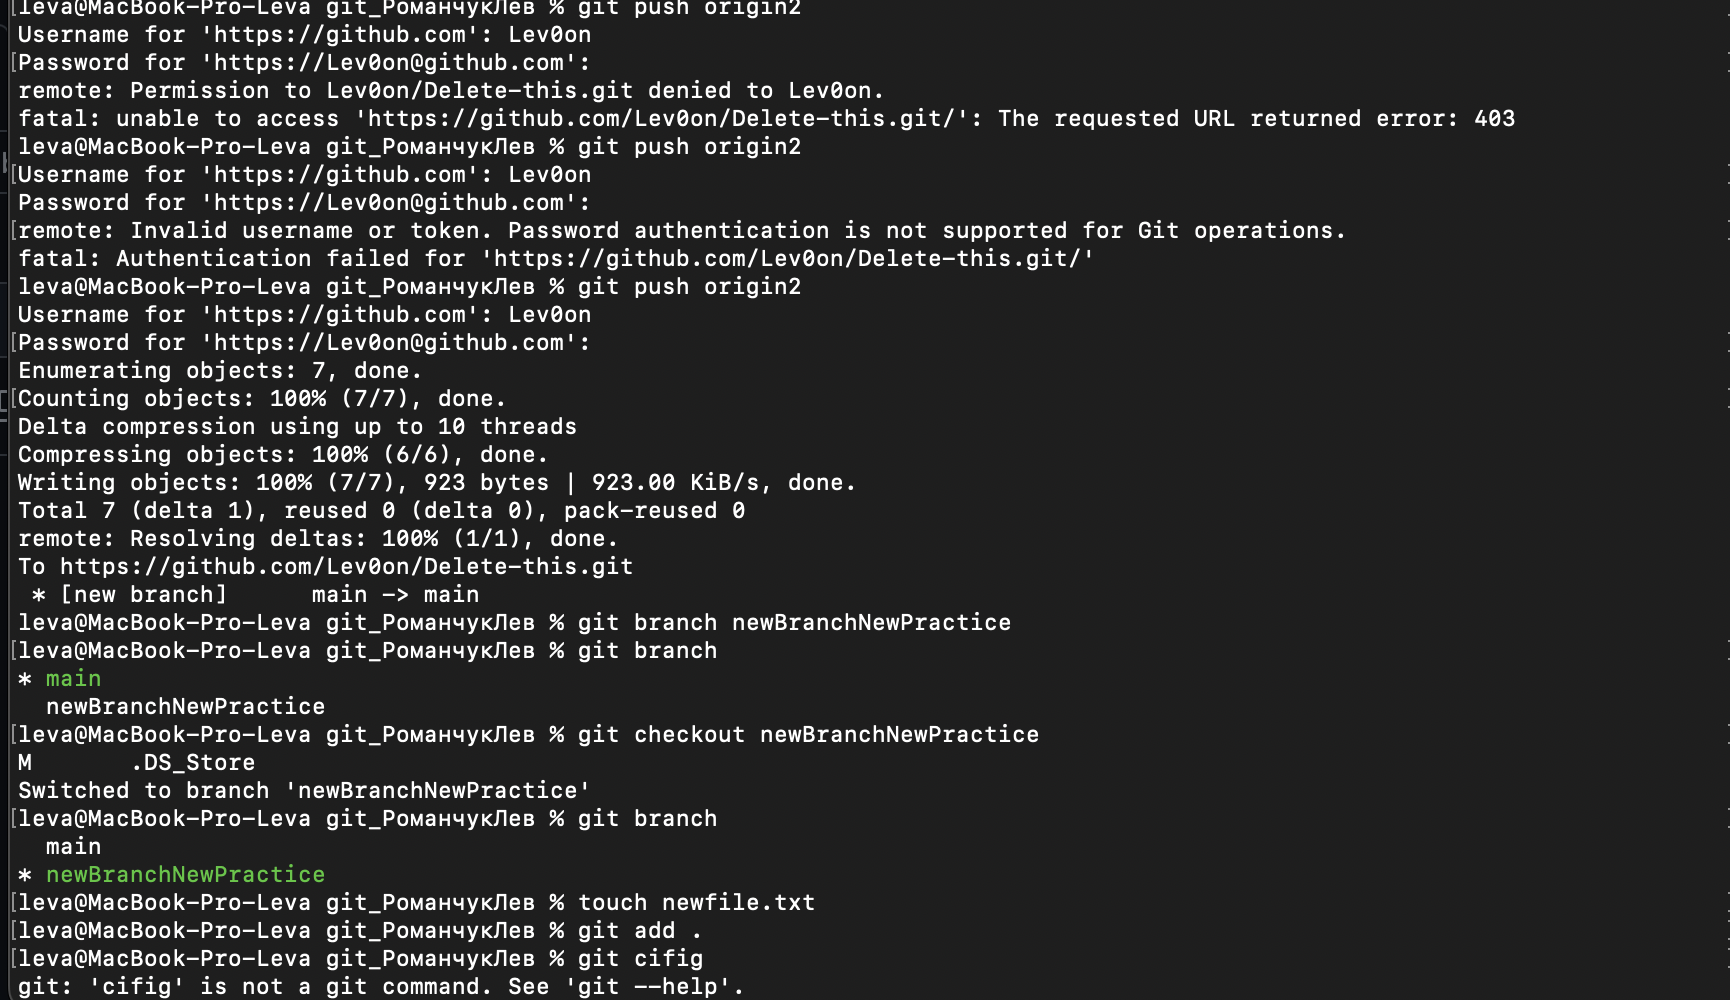 [leva@MacBook-Pro-Leva git_РоманчукЛев % git push origin2
Username for 'https://github.com': Lev0on
[Password for 'https://Lev0on@github.com':
remote: Permission to Lev0on/Delete-this.git denied to Lev0on.
fatal: unable to access 'https://github.com/Lev0on/Delete-this.git/': The requested URL returned error: 403
leva@MacBook-Pro-Leva git_РоманчукЛев % git push origin2
[Username for 'https://github.com': Lev0on
Password for 'https://Lev0on@github.com':
[remote: Invalid username or token. Password authentication is not supported for Git operations.
fatal: Authentication failed for 'https://github.com/Lev0on/Delete-this.git/'
leva@MacBook-Pro-Leva git_РоманчукЛев % git push origin2
Username for 'https://github.com': Lev0on
[Password for 'https://Lev0on@github.com':
Enumerating objects: 7, done.
[Counting objects: 100% (7/7), done.
Delta compression using up to 10 threads
Compressing objects: 100% (6/6), done.
Writing objects: 100% (7/7), 923 bytes | 923.00 KiB/s, done.
Total 7 (delta 1), reused 0 (delta 0), pack-reused 0
remote: Resolving deltas: 100% (1/1), done.
To https://github.com/Lev0on/Delete-this.git
 * [new branch]      main -> main
leva@MacBook-Pro-Leva git_РоманчукЛев % git branch newBranchNewPractice
[leva@MacBook-Pro-Leva git_РоманчукЛев % git branch
* main
  newBranchNewPractice
[leva@MacBook-Pro-Leva git_РоманчукЛев % git checkout newBranchNewPractice
M       .DS_Store
Switched to branch 'newBranchNewPractice'
[leva@MacBook-Pro-Leva git_РоманчукЛев % git branch
  main
* newBranchNewPractice
[leva@MacBook-Pro-Leva git_РоманчукЛев % touch newfile.txt
[leva@MacBook-Pro-Leva git_РоманчукЛев % git add .
[leva@MacBook-Pro-Leva git_РоманчукЛев % git cifig
git: 'cifig' is not a git command. See 'git --help'.